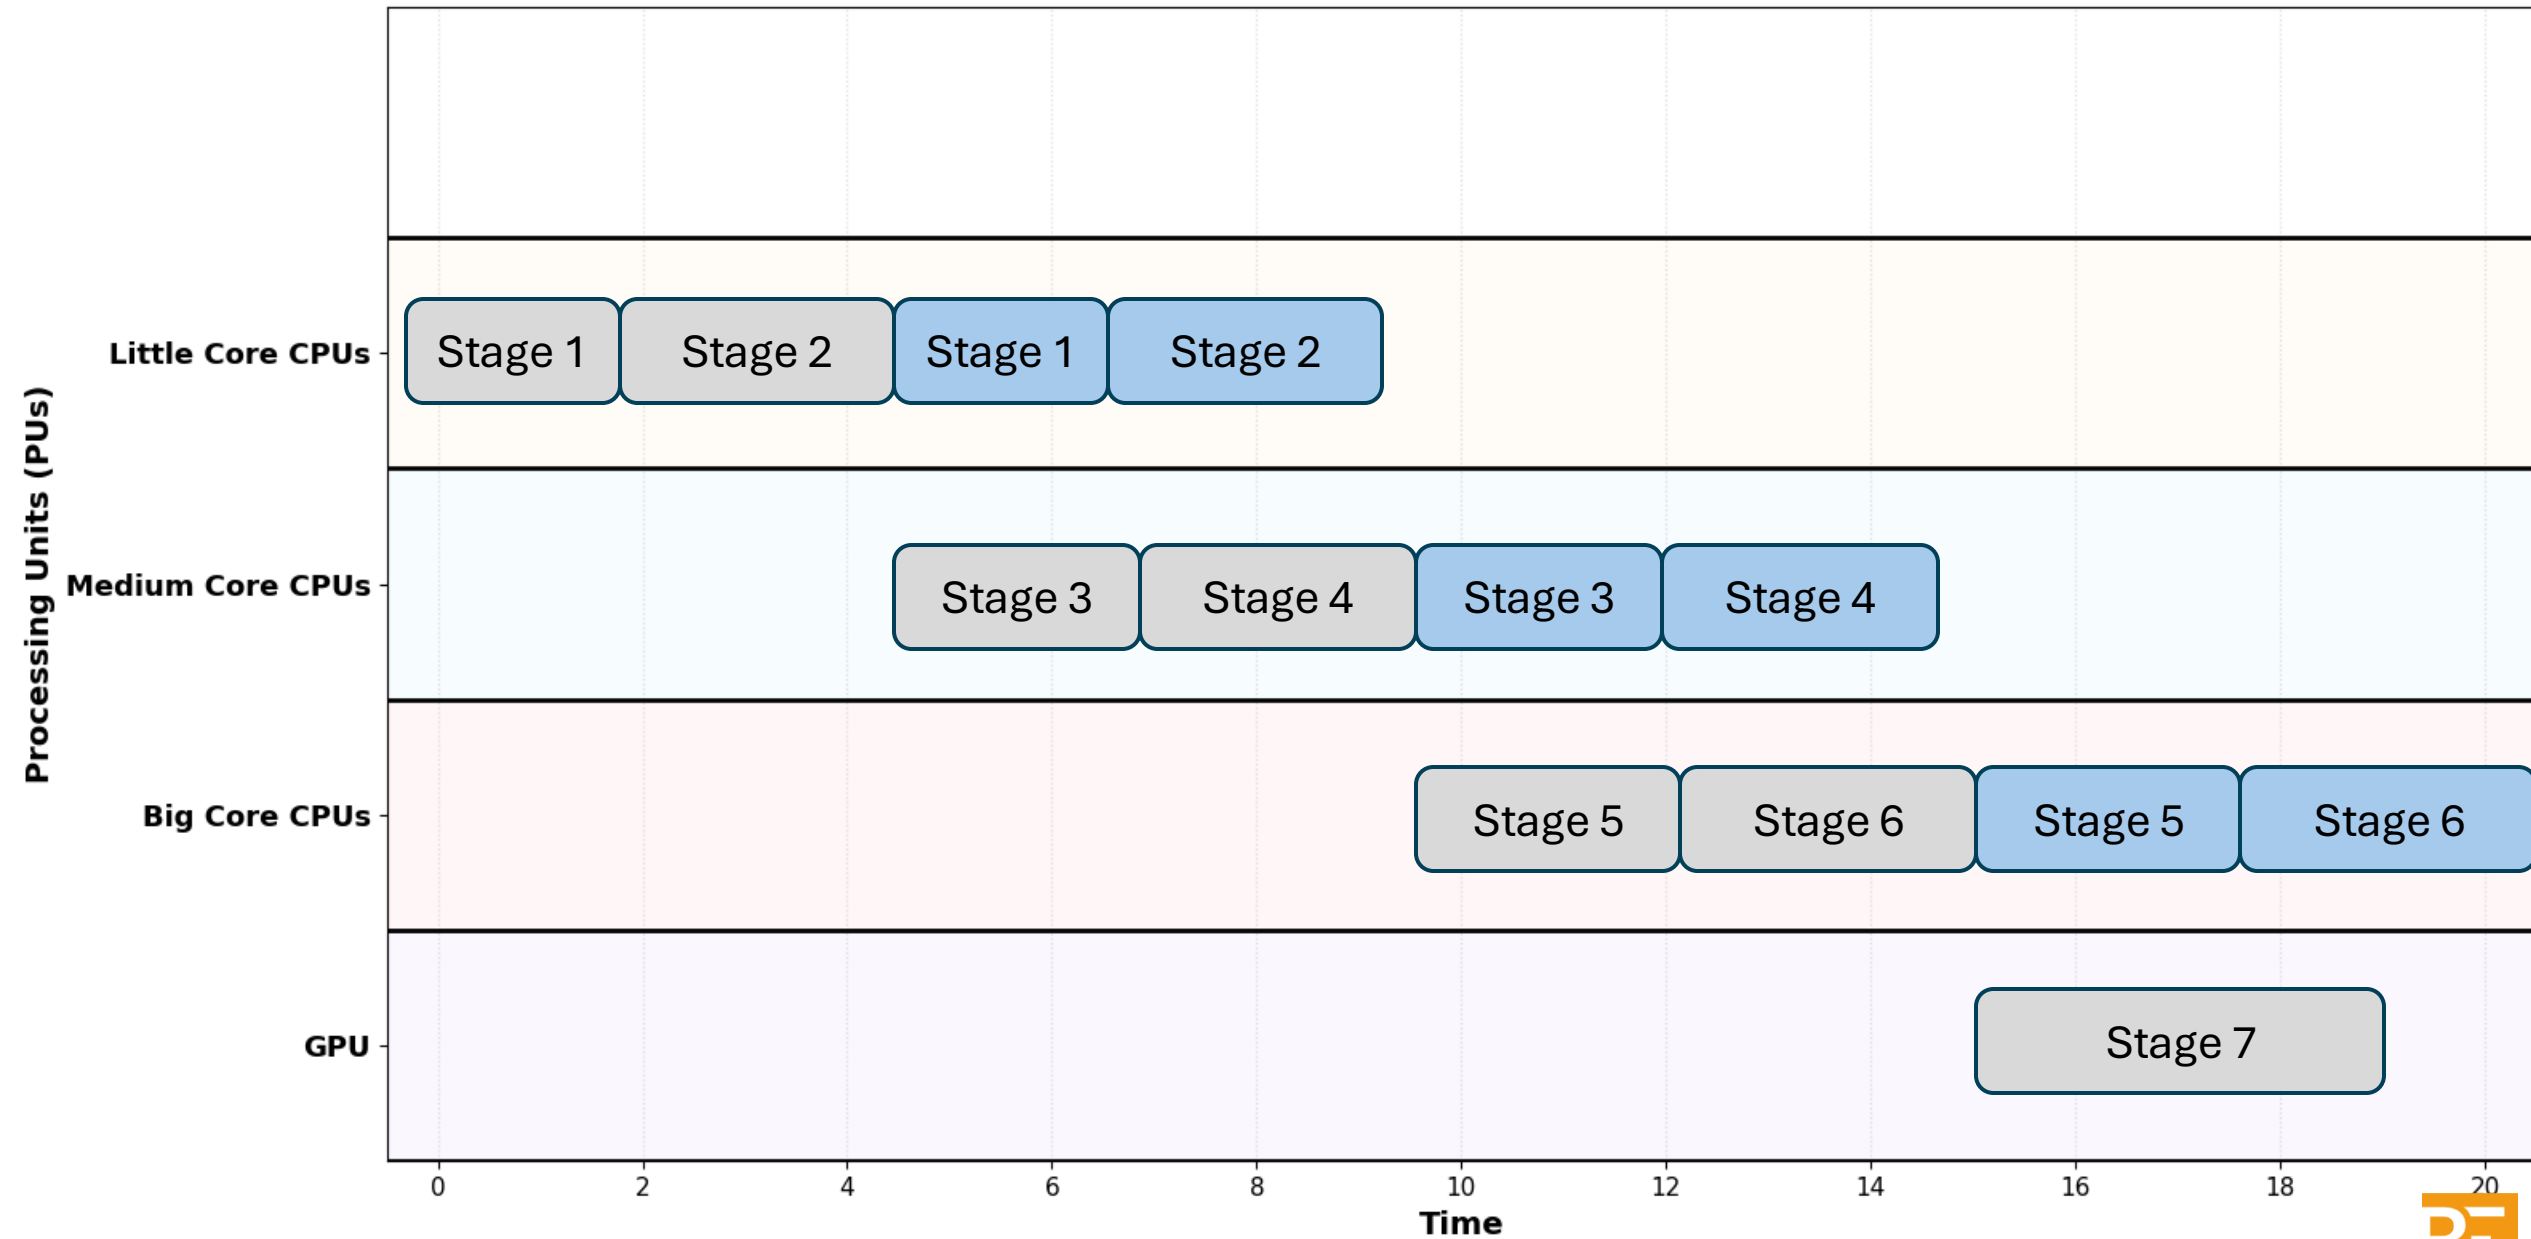 Processing Units (PUs)
Little Core CPUs
Stage 1 Stage 2 Stage 1 Stage 2
Medium Core CPUs
Stage 3 Stage 4 Stage 3 Stage 4
Big Core CPUs
Stage 5 Stage 6 Stage 5 Stage 6
GPU
Stage 7
0 2 4 6 8 10 12 14 16 18 20
Time